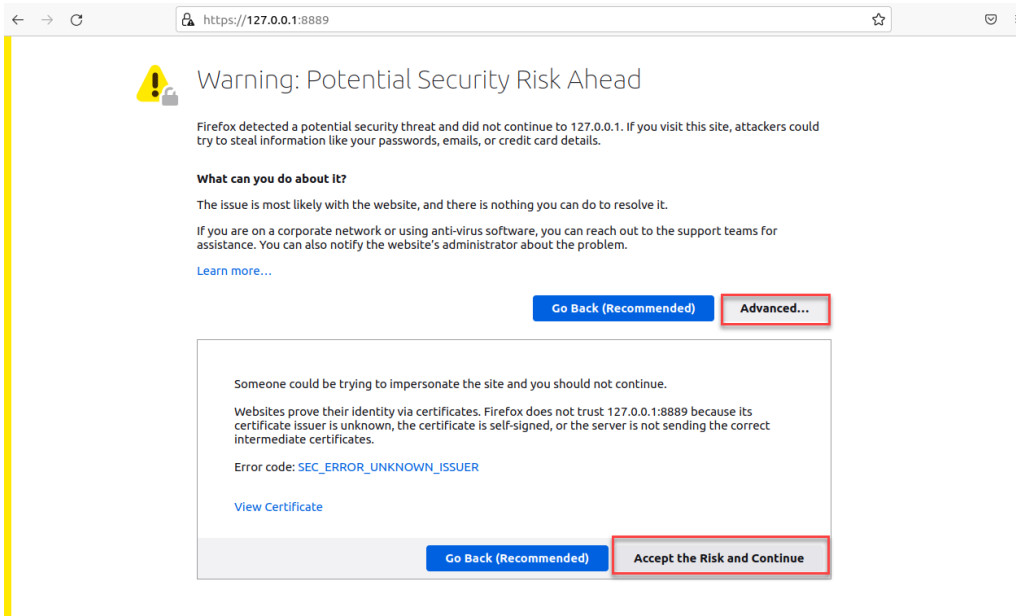 https://127.0.0.1:8889
Warning: Potential Security Risk Ahead
Firefox detected a potential security threat and did not continue to 127.0.0.1. If you visit this site, attackers could
try to steal information like your passwords, emails, or credit card details.
What can you do about it?
The issue is most likely with the website, and there is nothing you can do to resolve it.
If you are on a corporate network or using anti-virus software, you can reach out to the support teams for
assistance. You can also notify the website’s administrator about the problem.
Learn more…
Go Back (Recommended) Advanced…
Someone could be trying to impersonate the site and you should not continue.
Websites prove their identity via certificates. Firefox does not trust 127.0.0.1:8889 because its
certificate issuer is unknown, the certificate is self-signed, or the server is not sending the correct
intermediate certificates.
Error code: SEC_ERROR_UNKNOWN_ISSUER
View Certificate
Go Back (Recommended) Accept the Risk and Continue